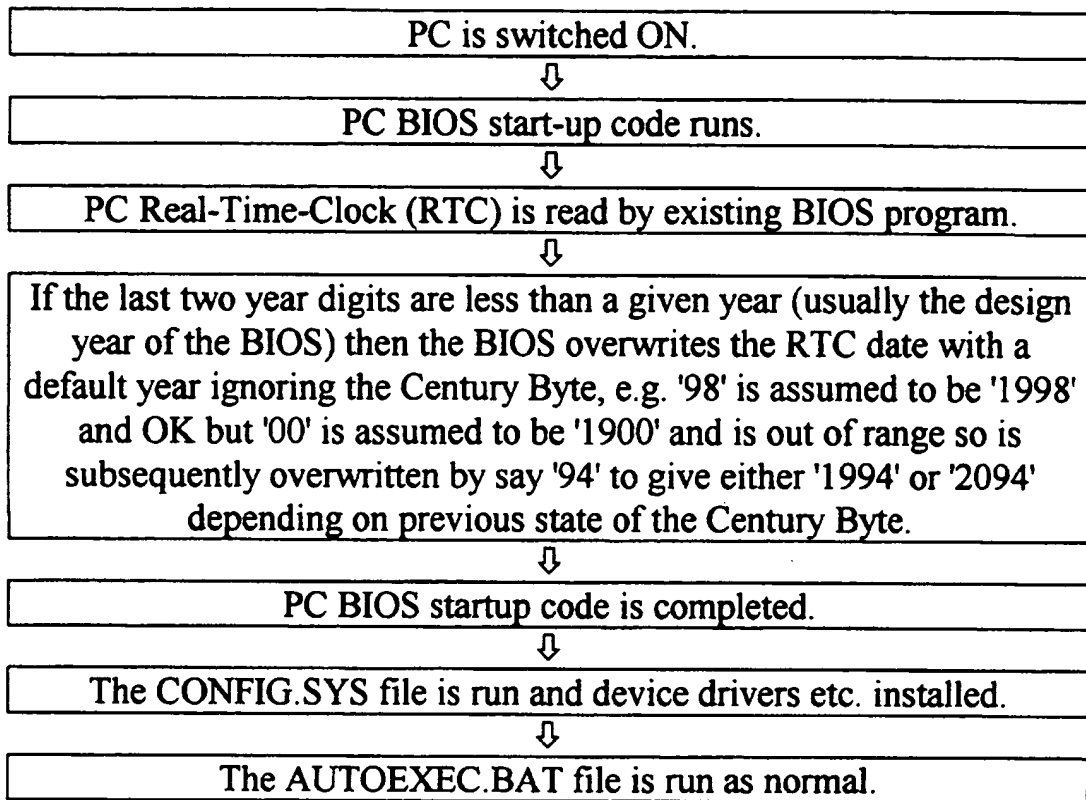 PC is switched ON.
PC BIOS start-up code runs.
PC Real-Time-Clock (RTC) is read by existing BIOS program.
If the last two year digits are less than a given year (usually the design
year of the BIOS) then the BIOS overwrites the RTC date with a
default year ignoring the Century Byte, e.g. '98' is assumed to be '1998'
and OK but '00' is assumed to be '1900' and is out of range so is
subsequently overwritten by say '94' to give either '1994' or '2094'
depending on previous state of the Century Byte.
PC BIOS startup code is completed.
The CONFIG.SYS file is run and device drivers etc. installed.
The AUTOEXEC.BAT file is run as normal.